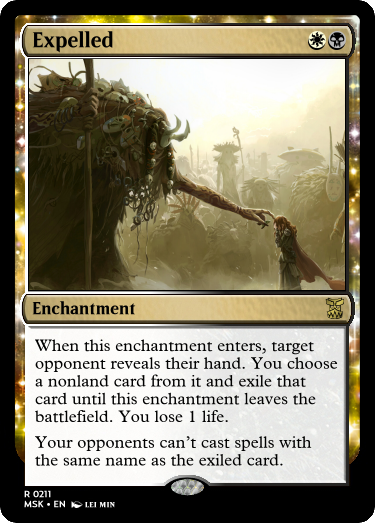 Expelled
Enchantment
When this enchantment enters, target
opponent reveals their hand. You choose
a nonland card from it and exile that
card until this enchantment leaves the
battlefield. You lose 1 life.
Your opponents can't cast spells with
the same name as the exiled card.
R 0211
MSK • EN LEI MIN